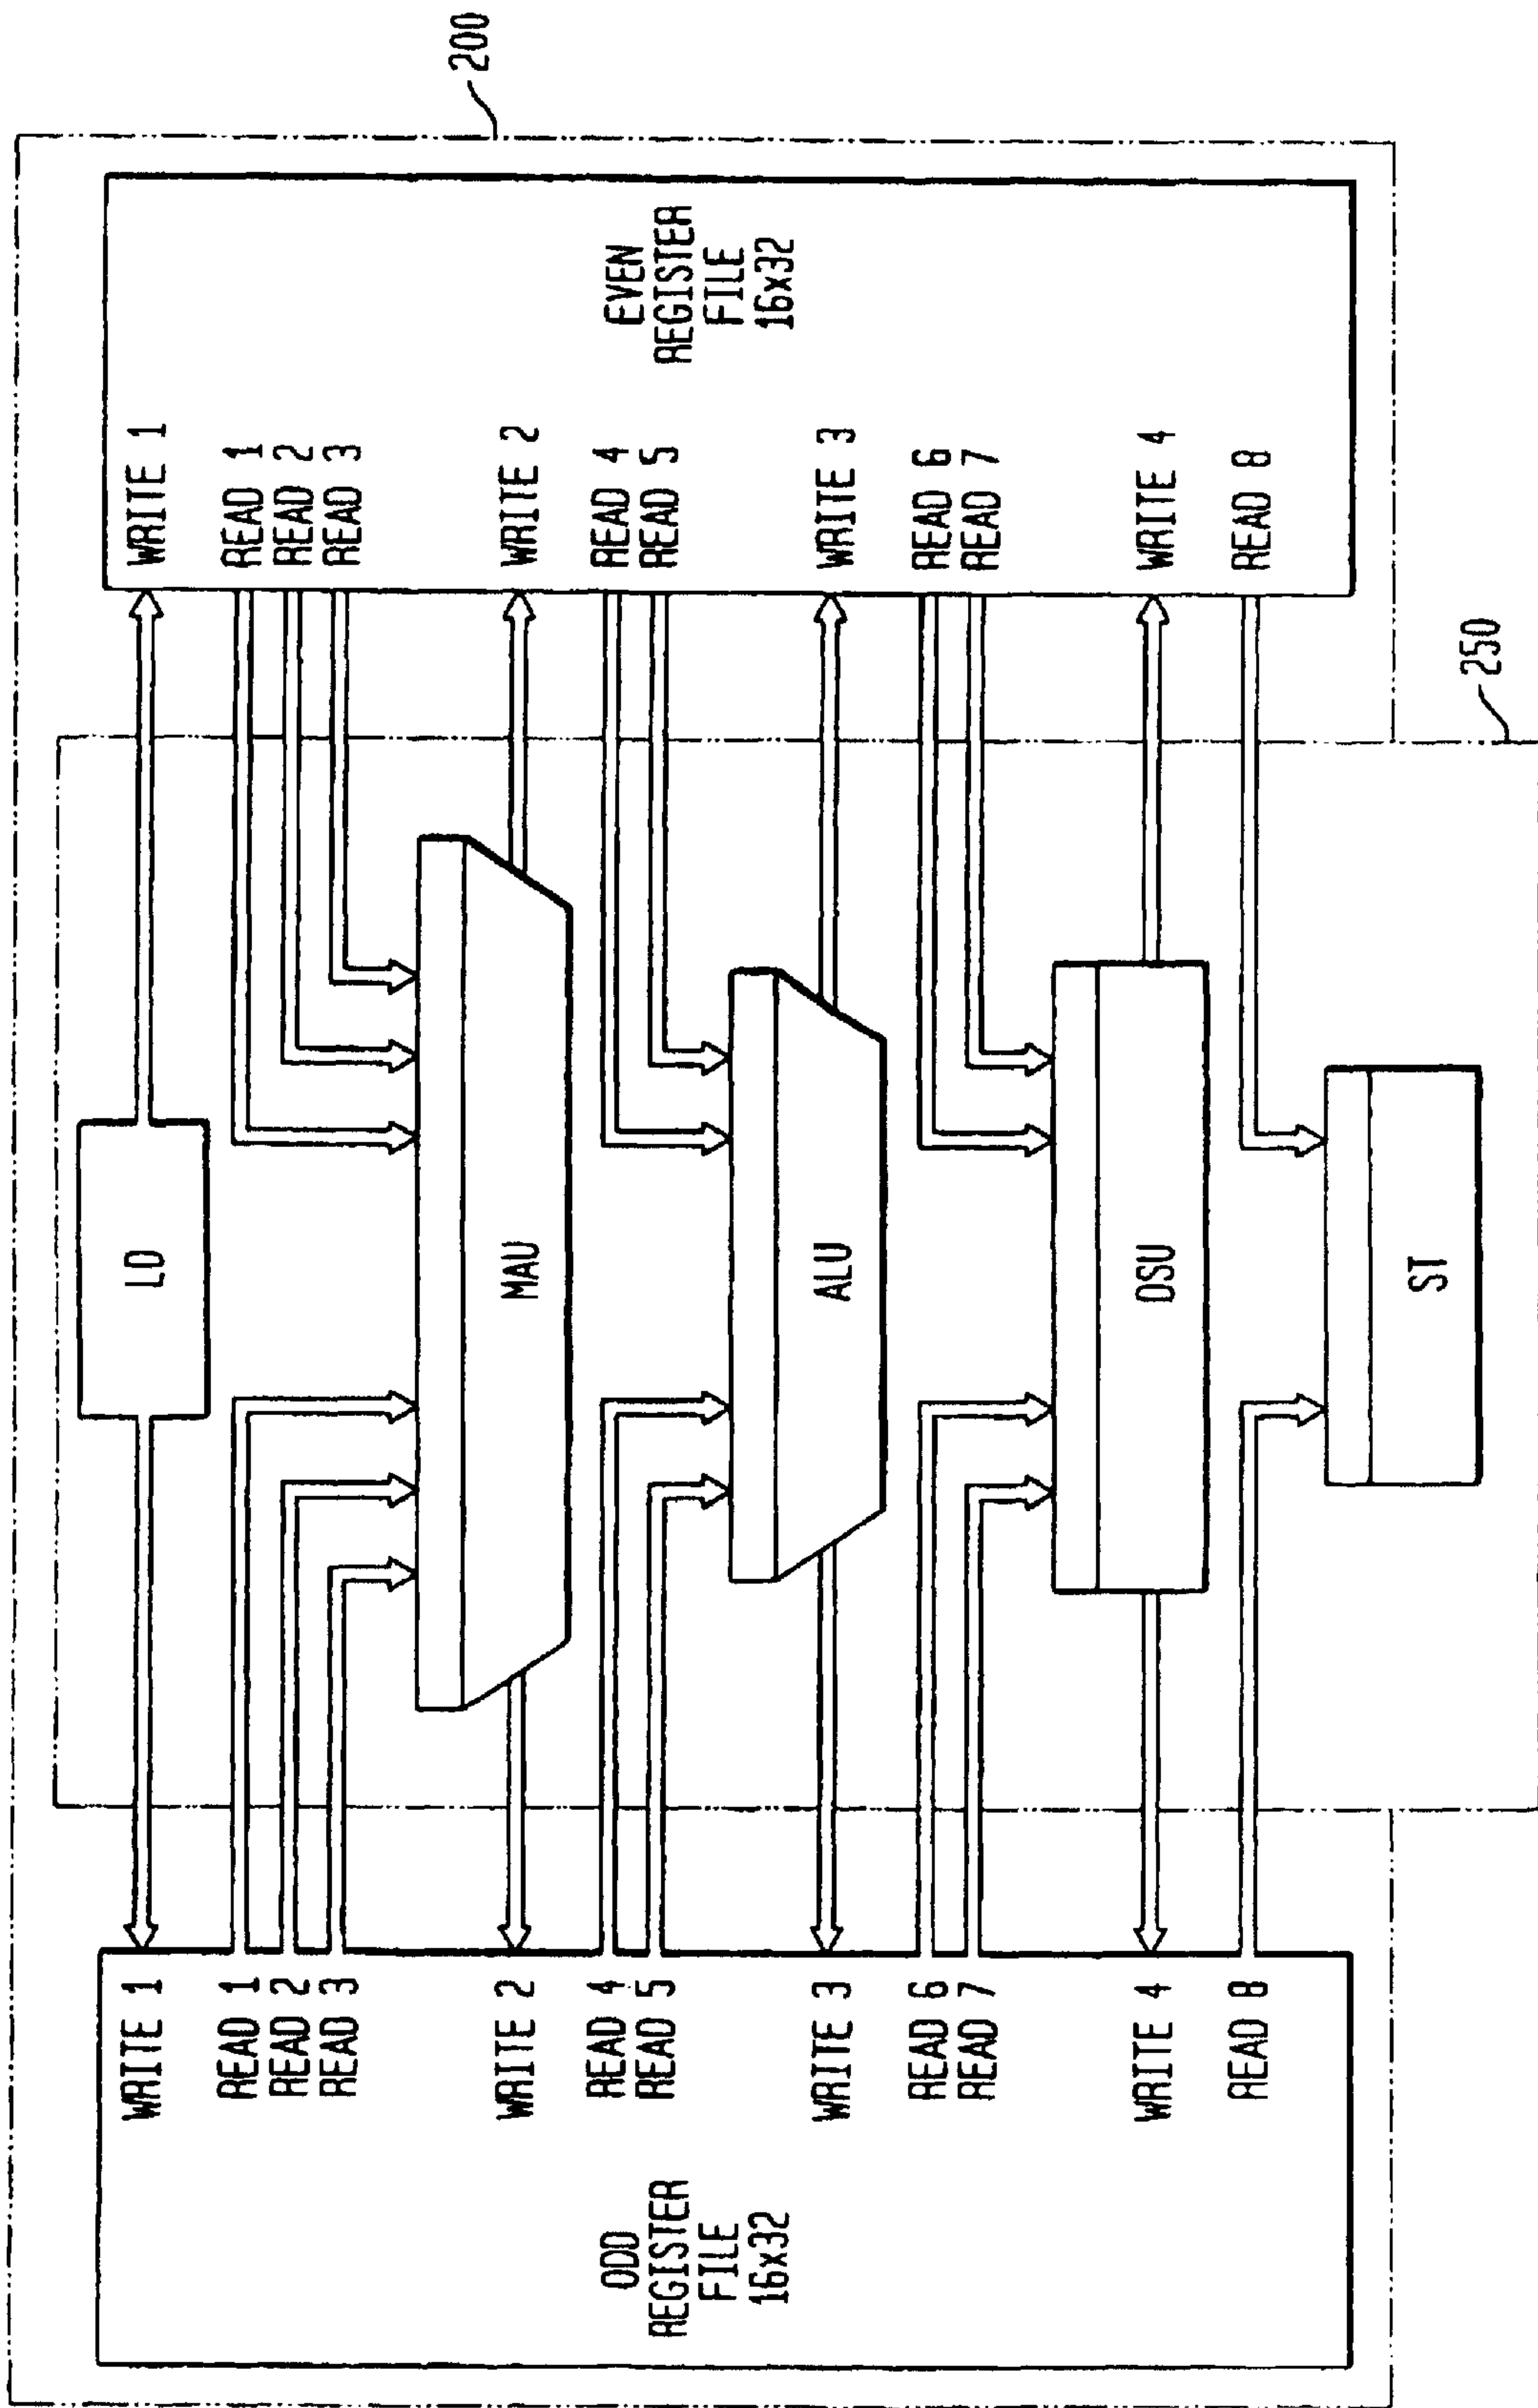 ODD
REGISTER
FILE
16x32
WRITE 1
READ 1
READ 2
READ 3
WRITE 2
READ 4
READ 5
WRITE 3
READ 6
READ 7
WRITE 4
READ 8
LD
MAU
ALU
DSU
ST
WRITE 1
READ 1
READ 2
READ 3
WRITE 2
READ 4
READ 5
WRITE 3
READ 6
READ 7
WRITE 4
READ 8
EVEN
REGISTER
FILE
16x32
200
250